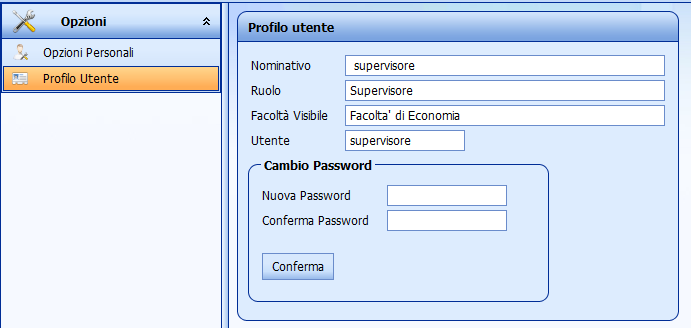 Opzioni
Opzioni Personali
Profilo Utente
Profilo utente
Nominativo supervisore
Ruolo Supervisore
Facoltà Visibile Facolta' di Economia
Utente supervisore
Cambio Password
Nuova Password
Conferma Password
Conferma